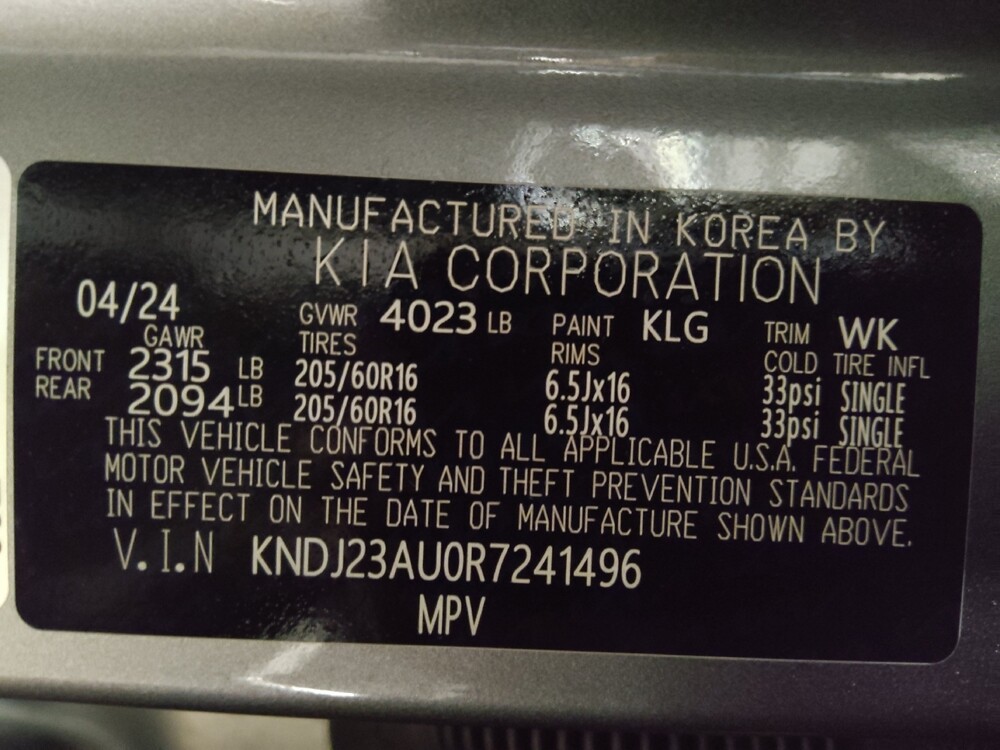 MANUFACTURED IN KOREA BY
KIA CORPORATION
04/24 GVWR 4023 LB PAINT KLG TRIM WK
GAWR TIRES RIMS COLD TIRE INFL
FRONT 2315 LB 205/60R16 6.5Jx16 33psi SINGLE
REAR 2094 LB 205/60R16 6.5Jx16 33psi SINGLE
THIS VEHICLE CONFORMS TO ALL APPLICABLE U.S.A. FEDERAL
MOTOR VEHICLE SAFETY AND THEFT PREVENTION STANDARDS
IN EFFECT ON THE DATE OF MANUFACTURE SHOWN ABOVE.
V.I.N KNDJ23AU0R7241496
MPV